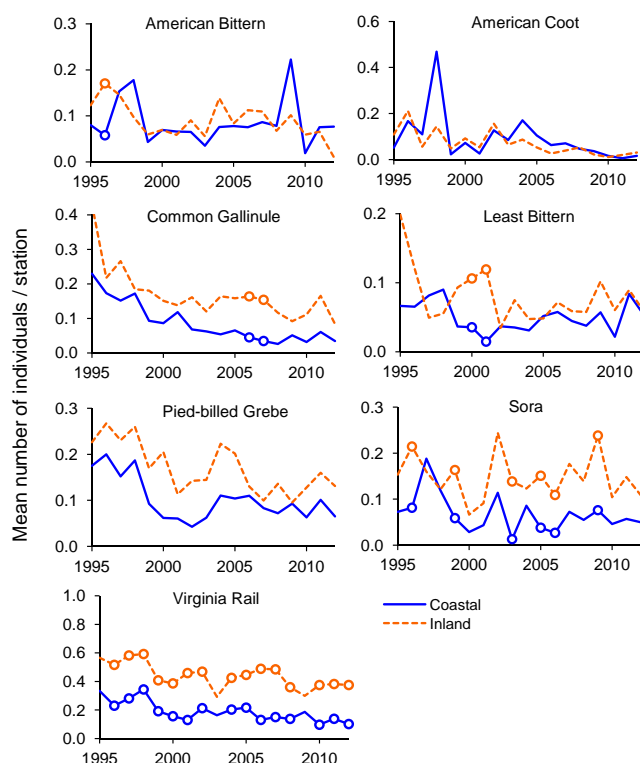 American Bittern
0.3
0.2
0.1
0.0
1995 2000 2005 2010
American Coot
0.6
0.4
0.2
0.0
1995 2000 2005 2010
Common Gallinule
0.4
0.3
0.2
0.1
0.0
1995 2000 2005 2010
Least Bittern
0.2
0.1
0.0
1995 2000 2005 2010
Pied-billed Grebe
0.3
0.2
0.1
0.0
1995 2000 2005 2010
Sora
0.3
0.2
0.1
0.0
1995 2000 2005 2010
Virginia Rail
1.0
0.8
0.6
0.4
0.2
0.0
1995 2000 2005 2010
Coastal
Inland
Mean number of individuals / station